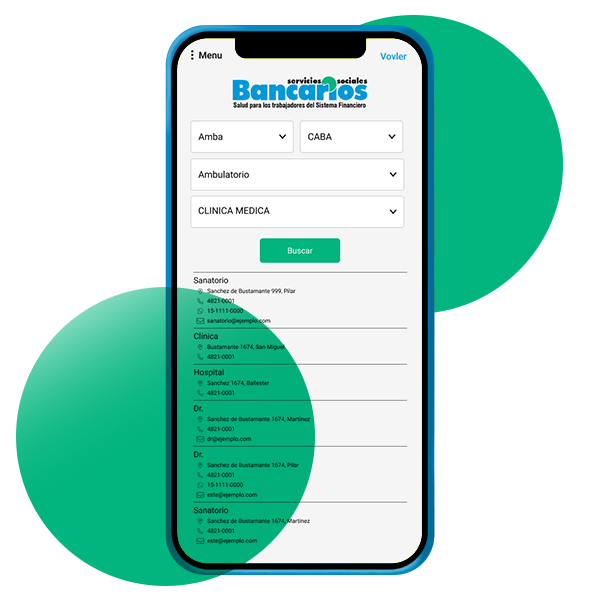 Menu
Vovler
servicios sociales
Bancarios
Salud para los trabajadores del Sistema Financiero
Amba
CABA
Ambulatorio
CLINICA MEDICA
Buscar
Sanatorio
Sanchez de Bustamante 999, Pilar
4821-0001
15-1111-0000
sanatorio@ejemplo.com
Clínica
Bustamante 1674, San Miguel
4821-0001
Hospital
Sanchez 1674, Ballester
4821-0001
Dr.
Sanchez de Bustamante 1674, Martínez
4821-0001
dr@ejemplo.com
Dr.
Sanchez de Bustamante 1674, Pilar
4821-0001
15-1111-0000
este@ejemplo.com
Sanatorio
Sanchez de Bustamante 1674, Martínez
4821-0001
este@ejemplo.com